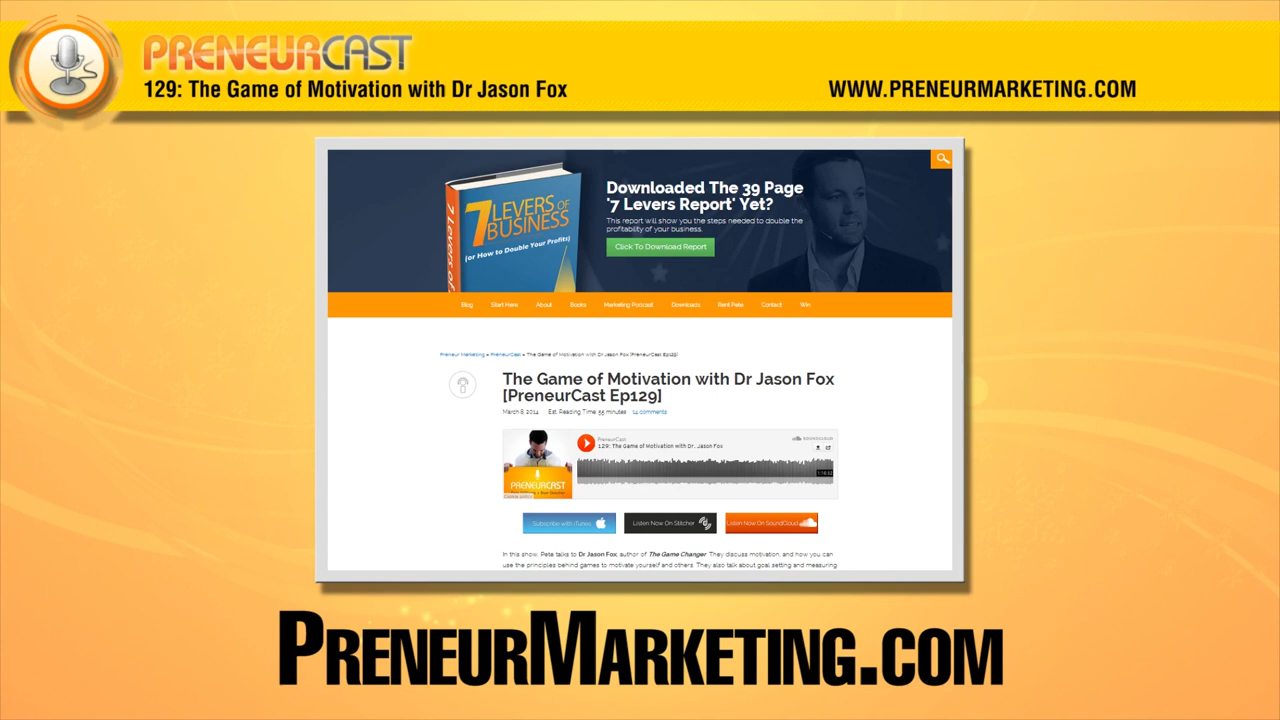 PRENEURCAST
129: The Game of Motivation with Dr Jason Fox
WWW.PRENEURMARKETING.COM
7 LEVERS OF BUSINESS
(or How to Double Your Profits)
7 Levers of
Downloaded The 39 Page
'7 Levers Report' Yet?
This report will show you the steps needed to double the
profitability of your business.
Click To Download Report
Blog Start Here About Books Marketing Podcast Downloads Rent Pete Contact Win
Preneur Marketing » PreneurCast » The Game of Motivation with Dr Jason Fox [PreneurCast Ep129]
The Game of Motivation with Dr Jason Fox
[PreneurCast Ep129]
March 8, 2014 Est. Reading Time: 55 minutes 14 comments
PreneurCast
129: The Game of Motivation with Dr. Jason Fox
SOUNDCLOUD
PRENEURCAST
Cookie policy
Subscribe with iTunes
Listen Now On Stitcher
Listen Now On SoundCloud
In this show, Pete talks to Dr Jason Fox, author of The Game Changer. They discuss motivation, and how you can
use the principles behind games to motivate yourself and others. They also talk about goal setting and measuring
PRENEURMARKETING.COM